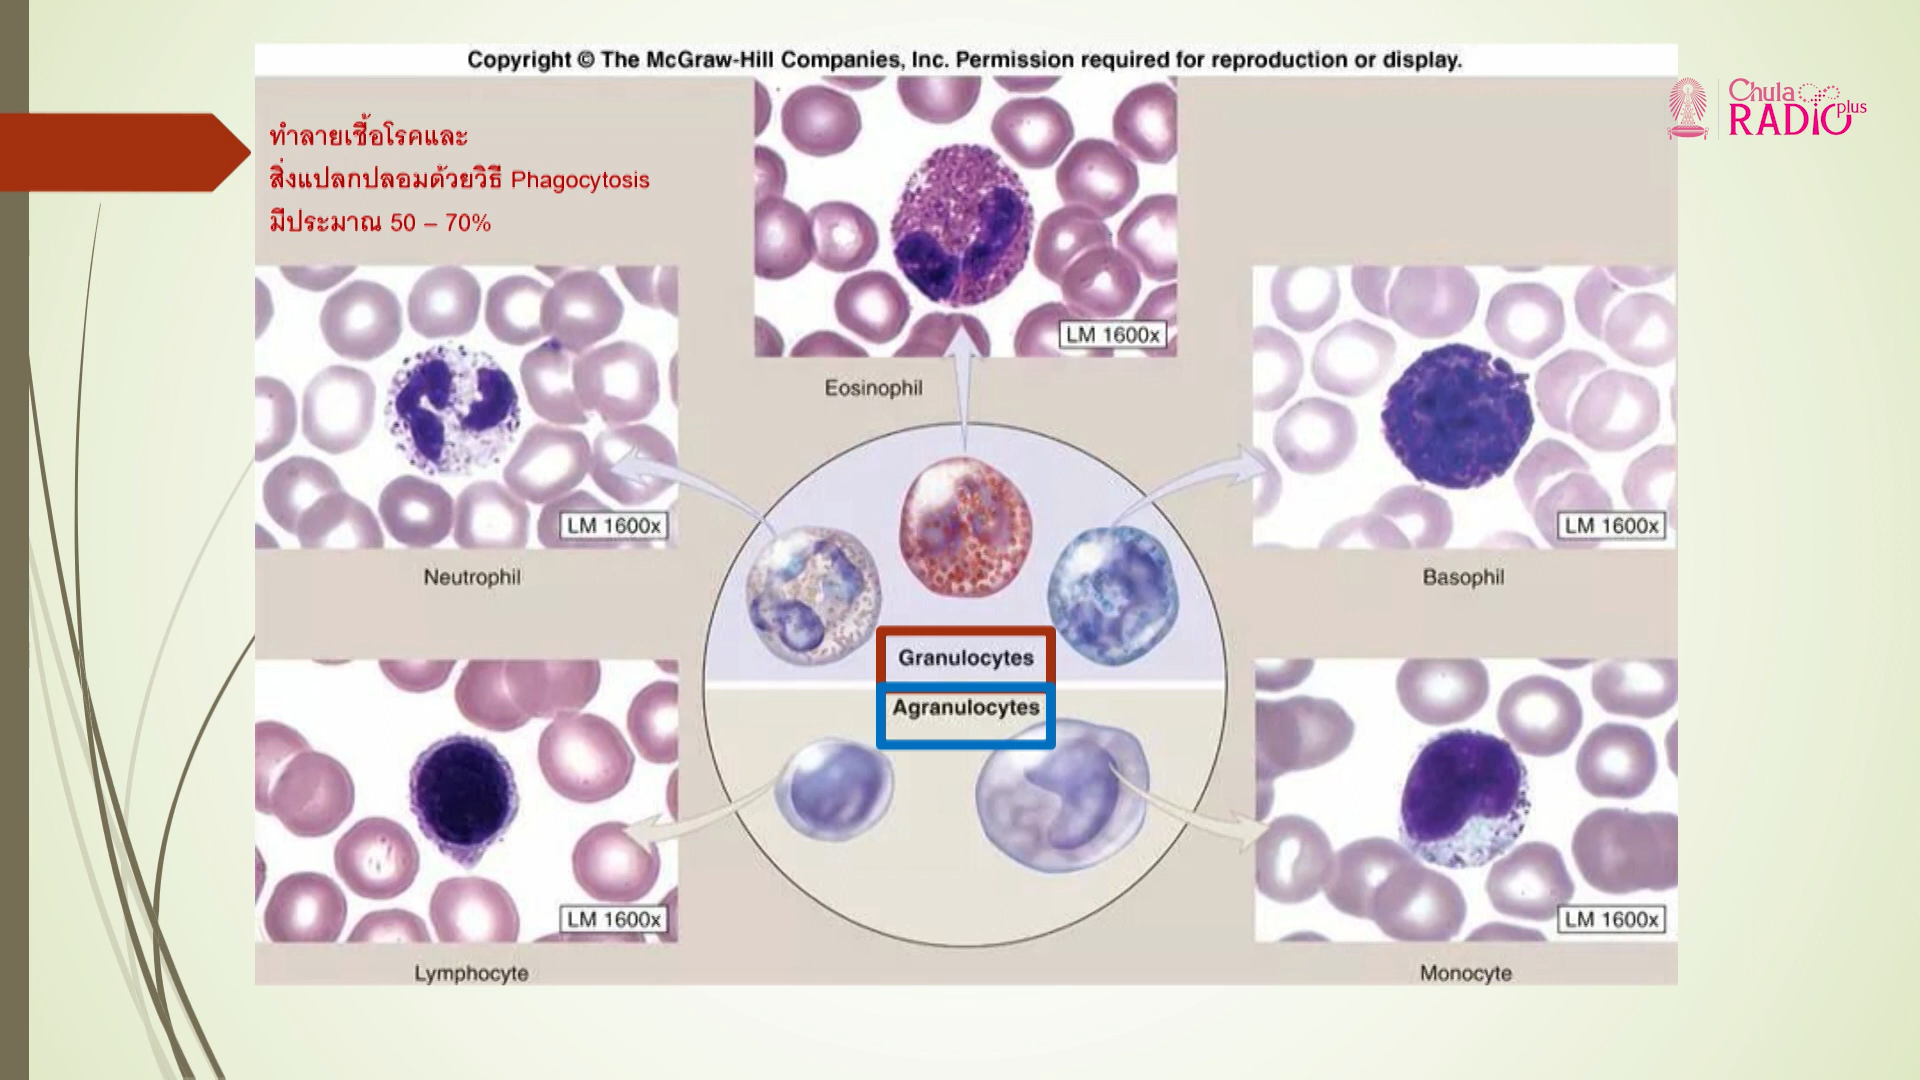 Copyright © The McGraw-Hill Companies, Inc. Permission required for reproduction or display.
Chula
RADIO plus
ทำลายเชื้อโรคและ
สิ่งแปลกปลอมด้วยวิธี Phagocytosis
มีประมาณ 50 – 70%
LM 1600x
Eosinophil
LM 1600x
Neutrophil
LM 1600x
Basophil
Granulocytes
Agranulocytes
LM 1600x
Lymphocyte
LM 1600x
Monocyte